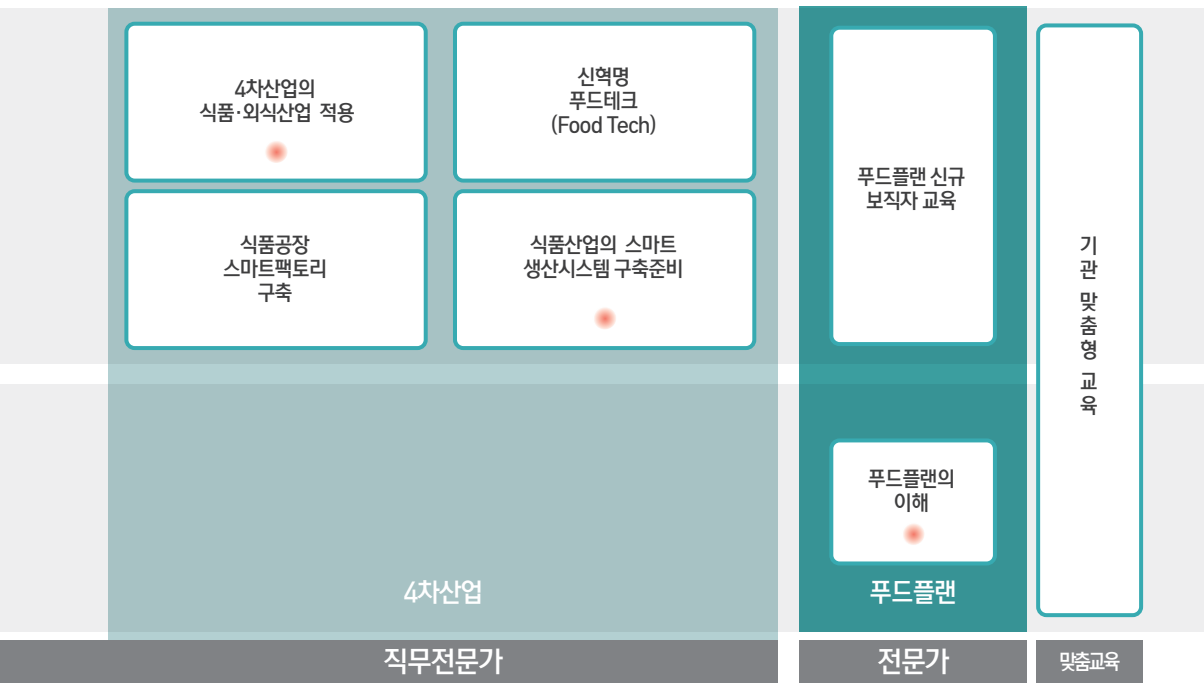 4차산업의
식품·외식산업 적용
신혁명
푸드테크
(Food Tech)
식품공장
스마트팩토리
구축
식품산업의 스마트
생산시스템 구축준비
4차산업
직무전문가
푸드플랜 신규
보직자 교육
푸드플랜의
이해
푸드플랜
전문가
기관 맞춤형 교육
맞춤교육